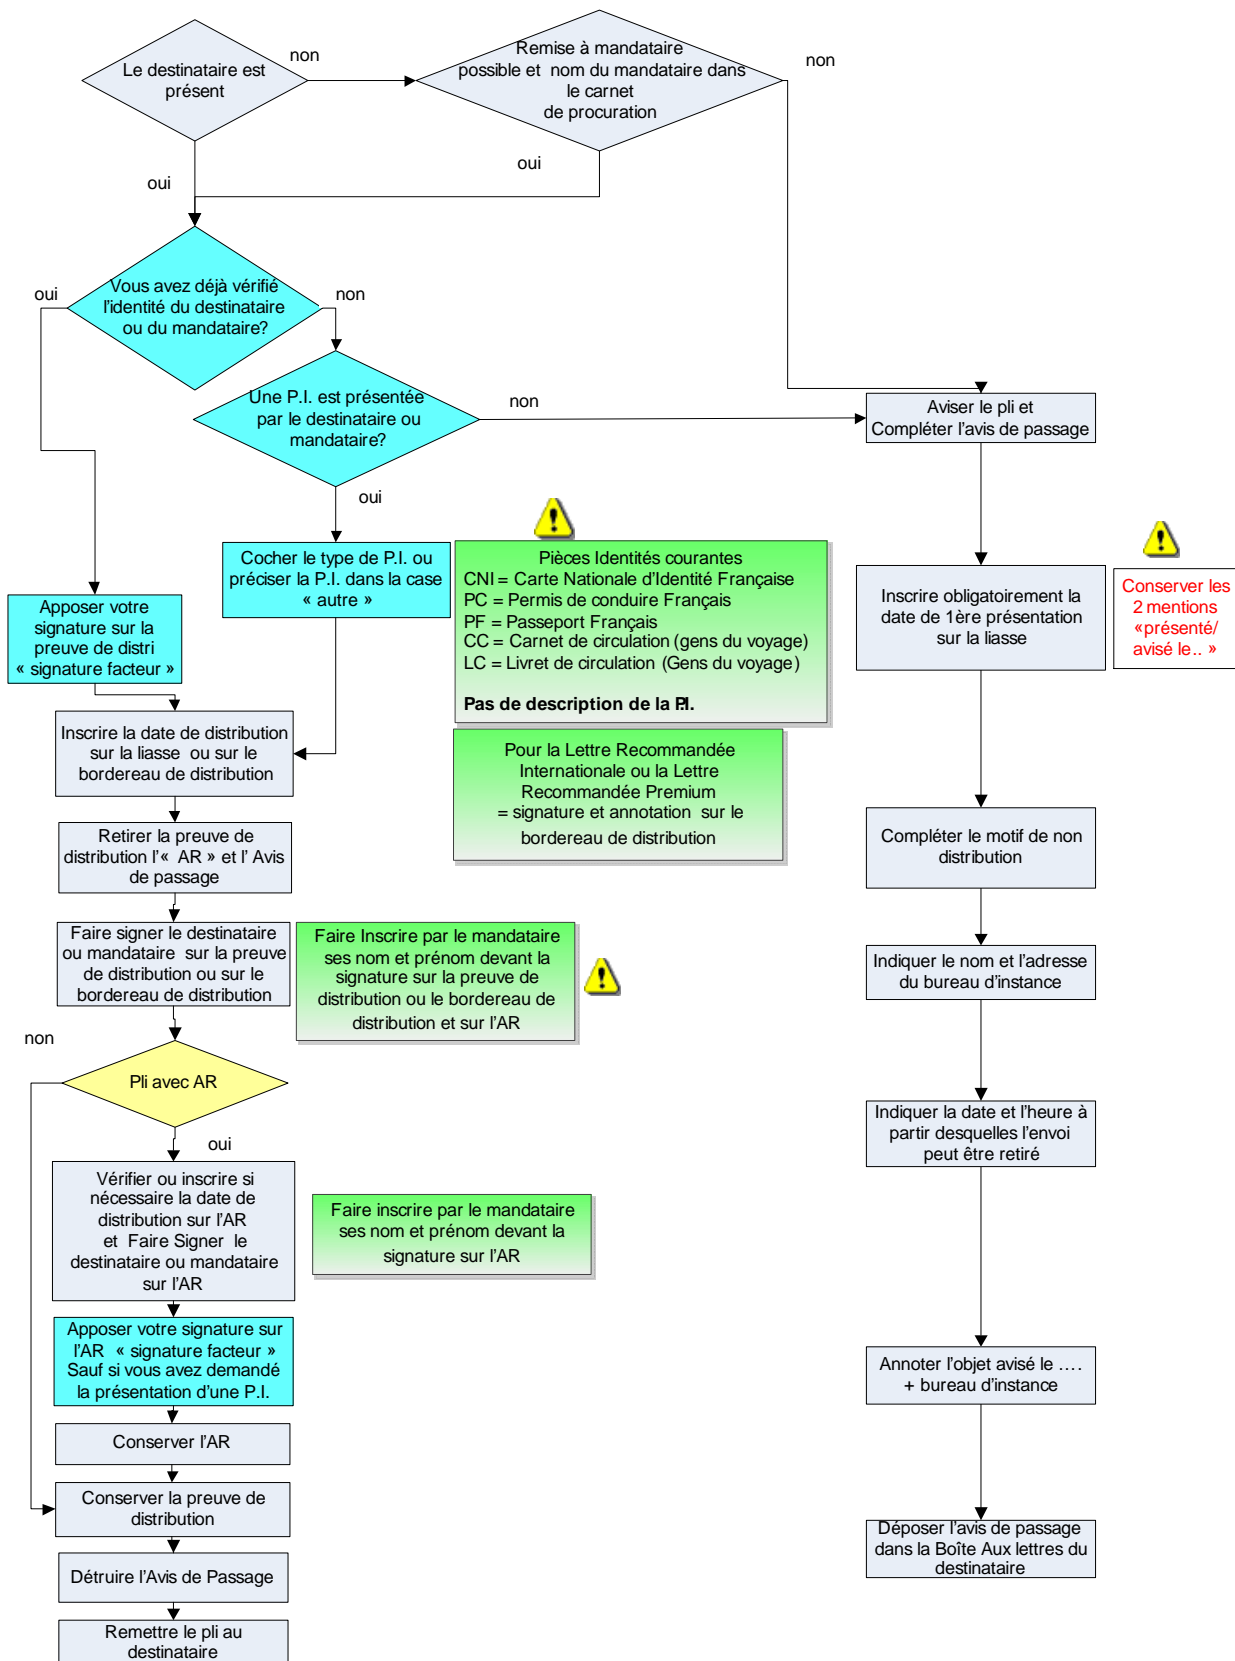 Le destinataire est
présent
non
Remise à mandataire
possible et nom du mandataire dans
le carnet
de procuration
non
oui
oui
Vous avez déjà vérifié
l'identité du destinataire
ou du mandataire?
oui
non
Une P.I. est présentée
par le destinataire ou
mandataire?
non
oui
Aviser le pli et
Compléter l'avis de passage
Cocher le type de P.I. ou
préciser la P.I. dans la case
« autre »
Pièces Identités courantes
CNI = Carte Nationale d'Identité Française
PC = Permis de conduire Français
PF = Passeport Français
CC = Carnet de circulation (gens du voyage)
LC = Livret de circulation (Gens du voyage)
Pas de description de la P.I.
Inscrire obligatoirement la
date de 1ère présentation
sur la liasse
Conserver les
2 mentions
«présenté/
avisé le.. »
Apposer votre
signature sur la
preuve de distri
« signature facteur »
Inscrire la date de distribution
sur la liasse ou sur le
bordereau de distribution
Pour la Lettre Recommandée
Internationale ou la Lettre
Recommandée Premium
= signature et annotation sur le
bordereau de distribution
Retirer la preuve de
distribution l'« AR » et l' Avis
de passage
Compléter le motif de non
distribution
Faire signer le destinataire
ou mandataire sur la preuve
de distribution ou sur le
bordereau de distribution
Faire Inscrire par le mandataire
ses nom et prénom devant la
signature sur la preuve de
distribution ou le bordereau de
distribution et sur l'AR
Indiquer le nom et l'adresse
du bureau d'instance
non
Pli avec AR
oui
Indiquer la date et l'heure à
partir desquelles l'envoi
peut être retiré
Vérifier ou inscrire si
nécessaire la date de
distribution sur l'AR
et Faire Signer le
destinataire ou mandataire
sur l'AR
Faire inscrire par le mandataire
ses nom et prénom devant la
signature sur l'AR
Apposer votre signature sur
l'AR « signature facteur »
Sauf si vous avez demandé
la présentation d'une P.I.
Annoter l'objet avisé le ….
+ bureau d'instance
Conserver l'AR
Conserver la preuve de
distribution
Déposer l'avis de passage
dans la Boîte Aux lettres du
destinataire
Détruire l'Avis de Passage
Remettre le pli au
destinataire